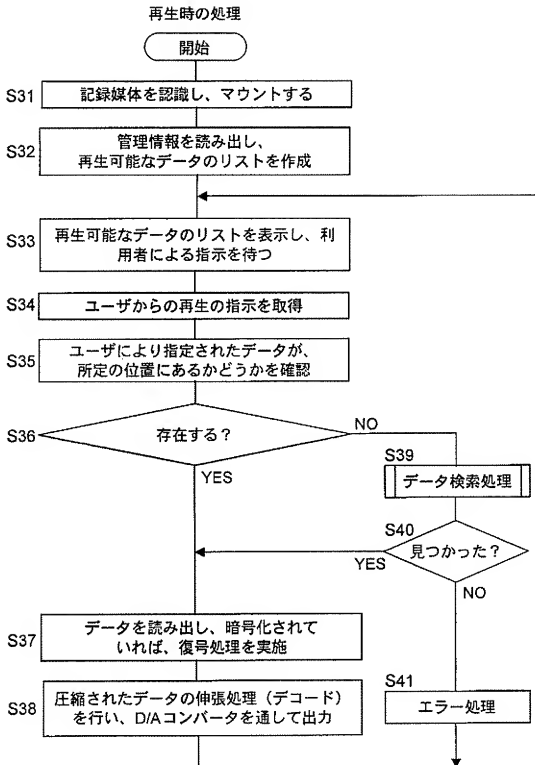 再生時の処理
開始
S31
記録媒体を認識し、マウントする
S32
管理情報を読み出し、
再生可能なデータのリストを作成
S33
再生可能なデータのリストを表示し、利
用者による指示を待つ
S34
ユーザからの再生の指示を取得
S35
ユーザにより指定されたデータが、
所定の位置にあるかどうかを確認
S36
存在する？
NO
YES
S39
データ検索処理
S40
見つかった？
YES
NO
S37
データを読み出し、暗号化されて
いれば、復号処理を実施
S38
圧縮されたデータの伸張処理（デコード）
を行い、D/Aコンバータを通して出力
S41
エラー処理